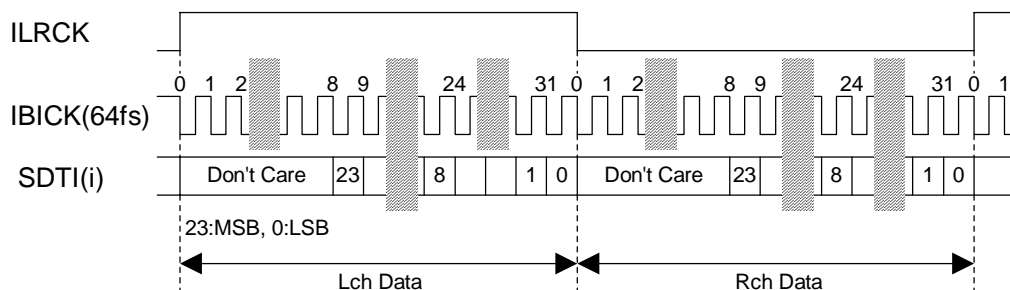 ILRCK
0 1 2 8 9 24 31 0 1 2 8 9 24 31 0 1
IBICK(64fs)
SDTI(i) Don't Care 23 8 1 0 Don't Care 23 8 1 0
23:MSB, 0:LSB
Lch Data Rch Data